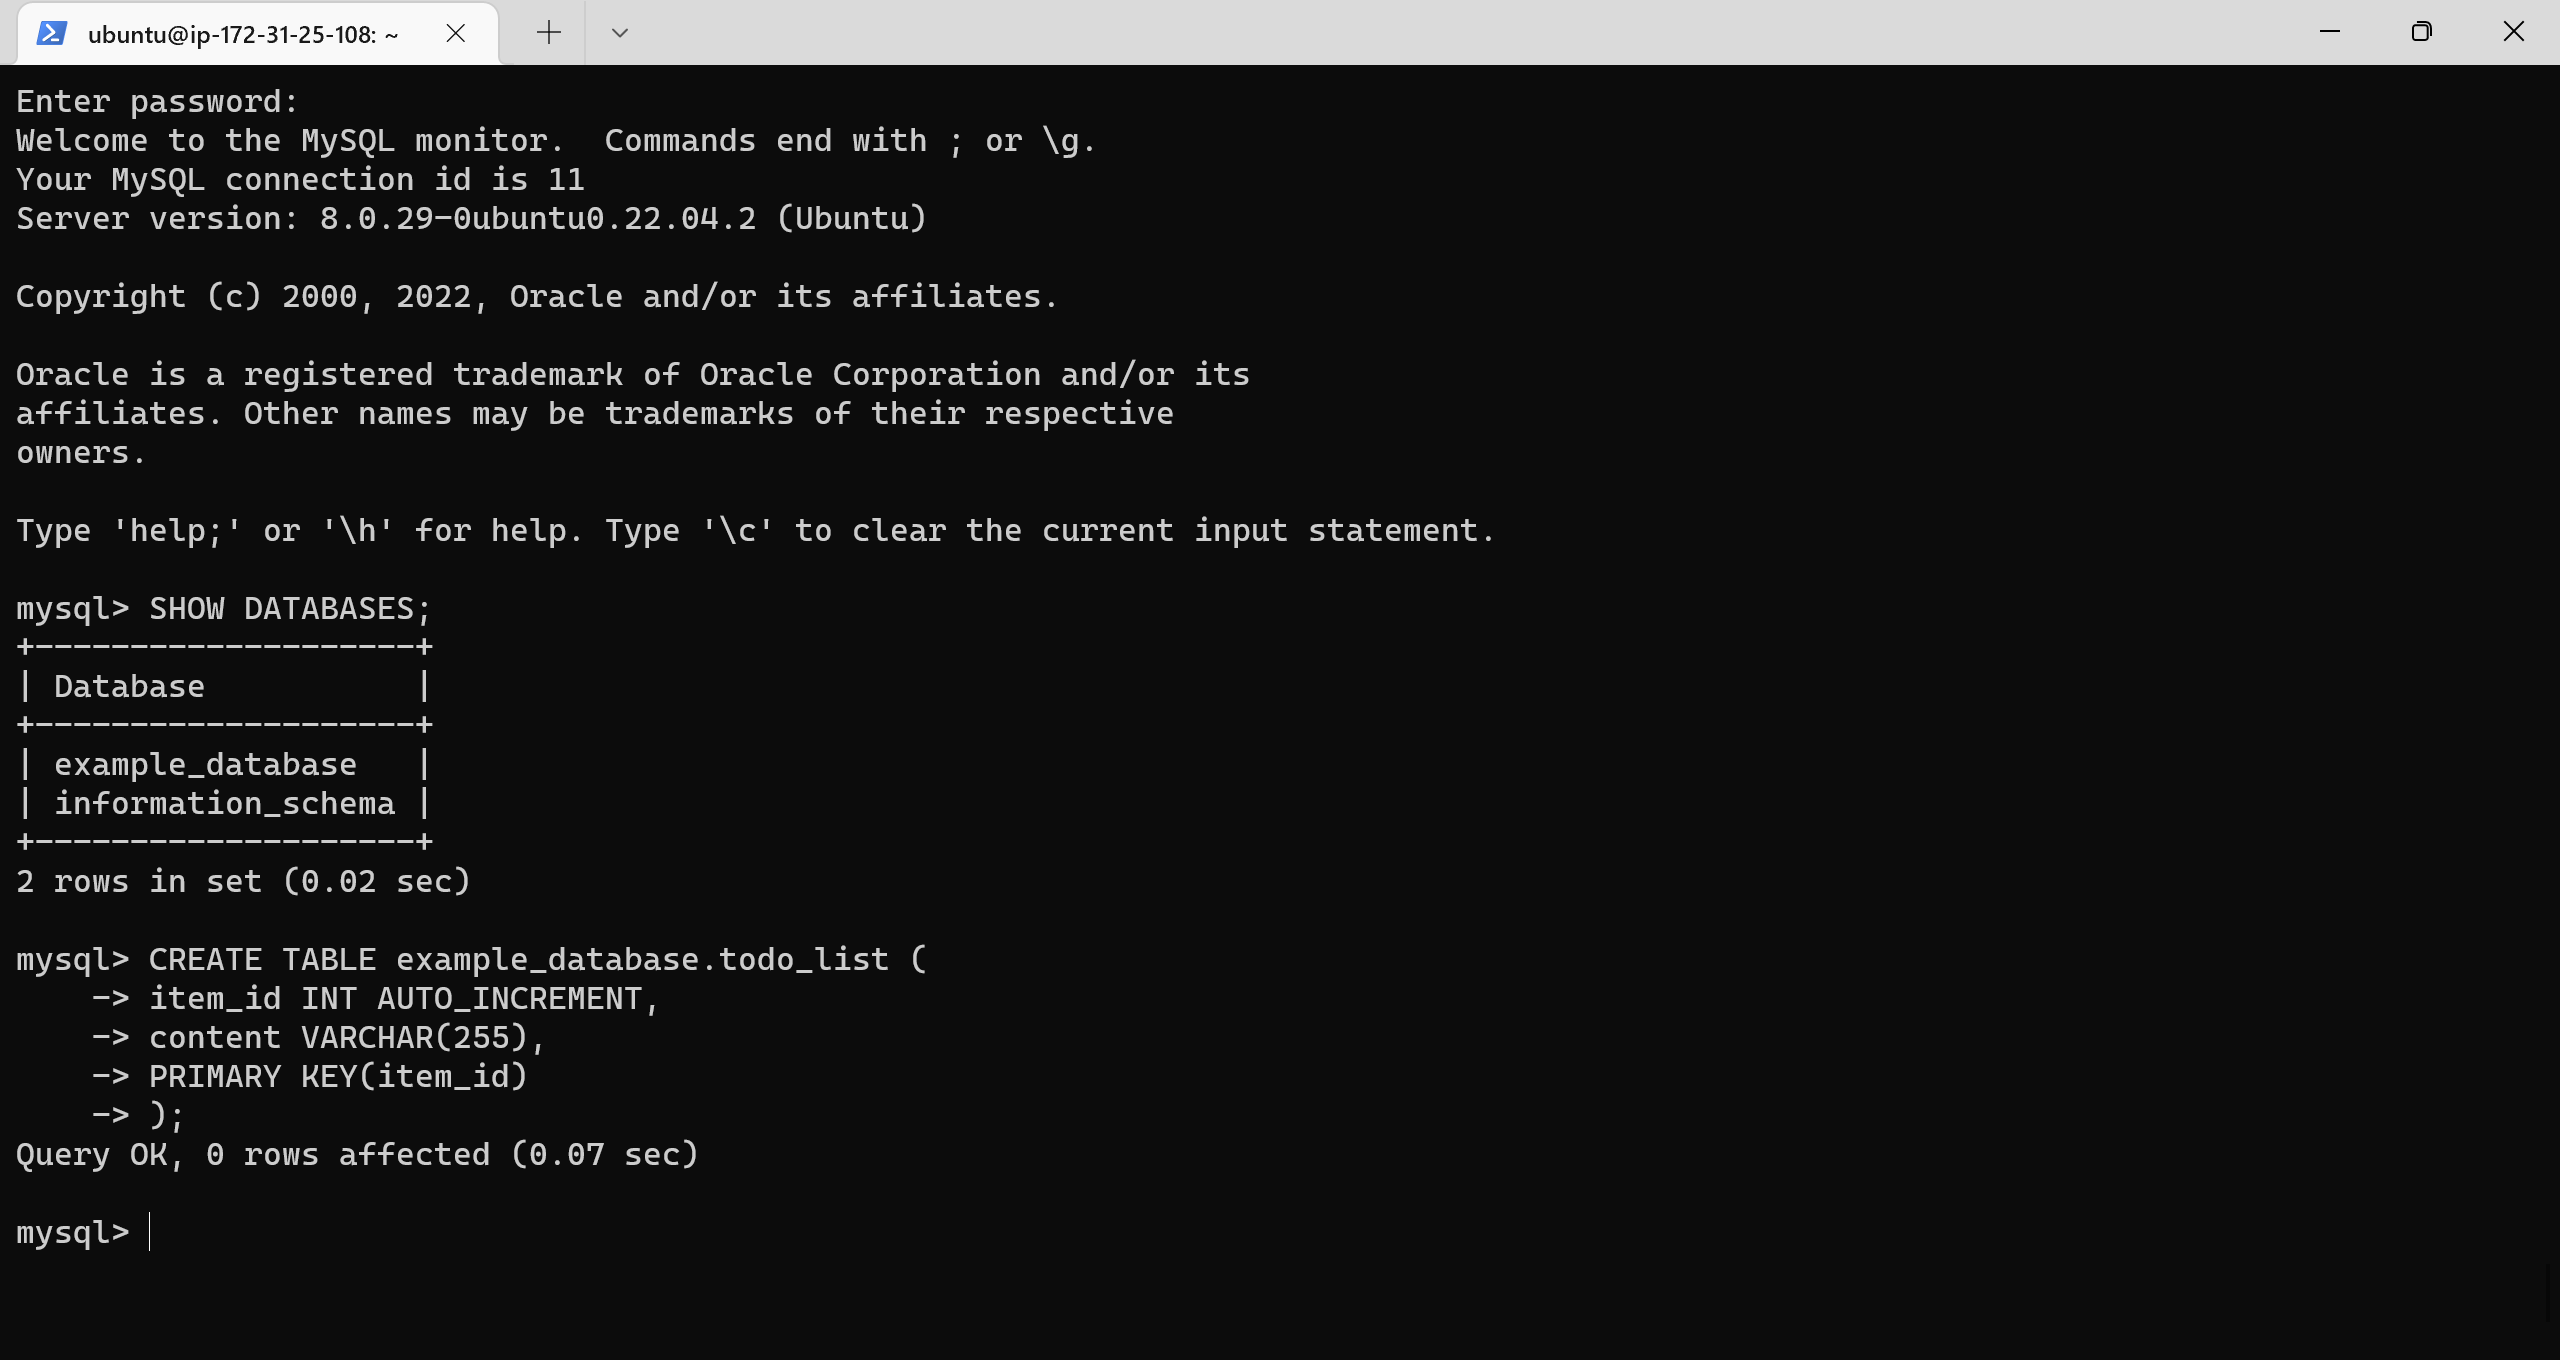 ubuntu@ip-172-31-25-108: ~
Enter password:
Welcome to the MySQL monitor.  Commands end with ; or \g.
Your MySQL connection id is 11
Server version: 8.0.29-0ubuntu0.22.04.2 (Ubuntu)
Copyright (c) 2000, 2022, Oracle and/or its affiliates.
Oracle is a registered trademark of Oracle Corporation and/or its
affiliates. Other names may be trademarks of their respective
owners.
Type 'help;' or '\h' for help. Type '\c' to clear the current input statement.
mysql> SHOW DATABASES;
+--------------------+
| Database           |
+--------------------+
| example_database   |
| information_schema |
+--------------------+
2 rows in set (0.02 sec)
mysql> CREATE TABLE example_database.todo_list (
    -> item_id INT AUTO_INCREMENT,
    -> content VARCHAR(255),
    -> PRIMARY KEY(item_id)
    -> );
Query OK, 0 rows affected (0.07 sec)
mysql>